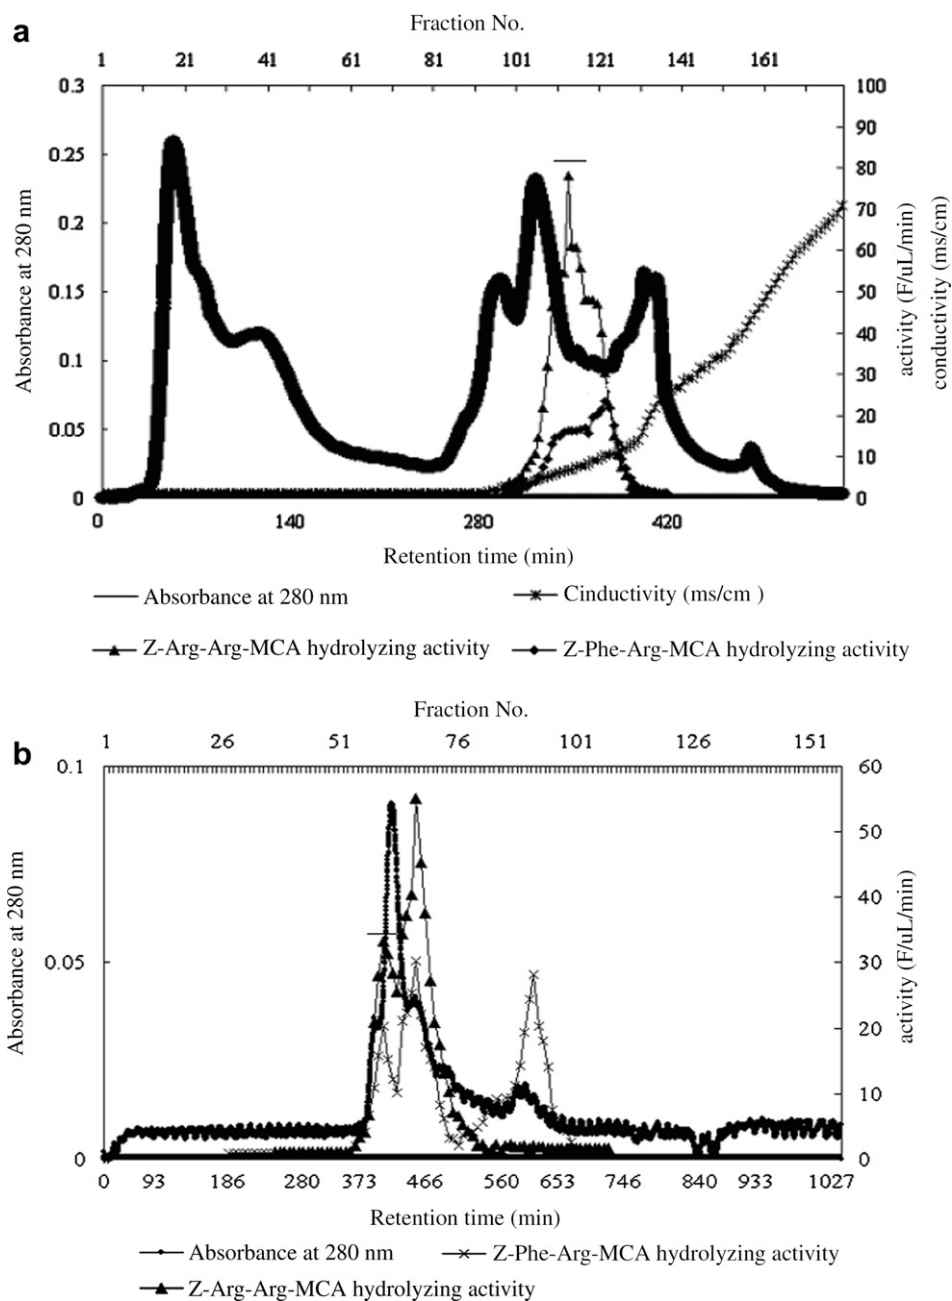 a
Fraction No.
1 21 41 61 81 101 121 141 161
0.3 100
90
0.25 80
0.2 70
60
0.15 50
40
0.1 30
20
0.05 10
0 0
Absorbance at 280 nm
activity (F/uL/min)
conductivity (ms/cm)
0 140 280 420
Retention time (min)
Absorbance at 280 nm Cinductivity (ms/cm )
Z-Arg-Arg-MCA hydrolyzing activity Z-Phe-Arg-MCA hydrolyzing activity
Fraction No.
b
1 26 51 76 101 126 151
0.1 60
50
40
0.05 30
20
10
0 0
Absorbance at 280 nm
activity (F/uL/min)
0 93 186 280 373 466 560 653 746 840 933 1027
Retention time (min)
Absorbance at 280 nm Z-Phe-Arg-MCA hydrolyzing activity
Z-Arg-Arg-MCA hydrolyzing activity